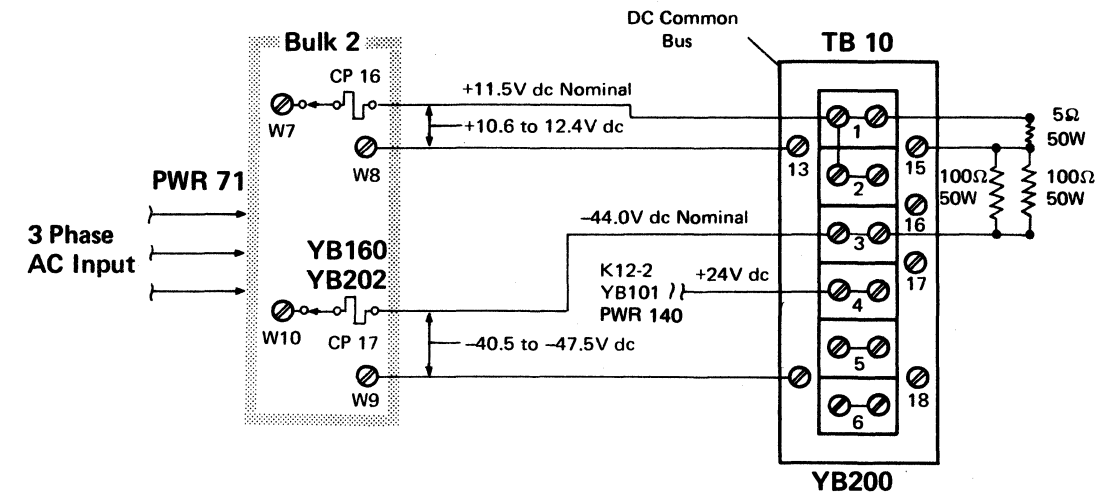 DC Common
Bus
Bulk 2
TB 10
CP 16
+11.5V dc Nominal
W7
+10.6 to 12.4V dc
1
5Ω
50W
W8
13
15
PWR 71
2
100Ω
50W
100Ω
50W
–44.0V dc Nominal
16
3 Phase
AC Input
YB160
YB202
3
K12-2
YB101
PWR 140
+24V dc
17
4
W10
CP 17
–40.5 to –47.5V dc
5
W9
18
6
YB200